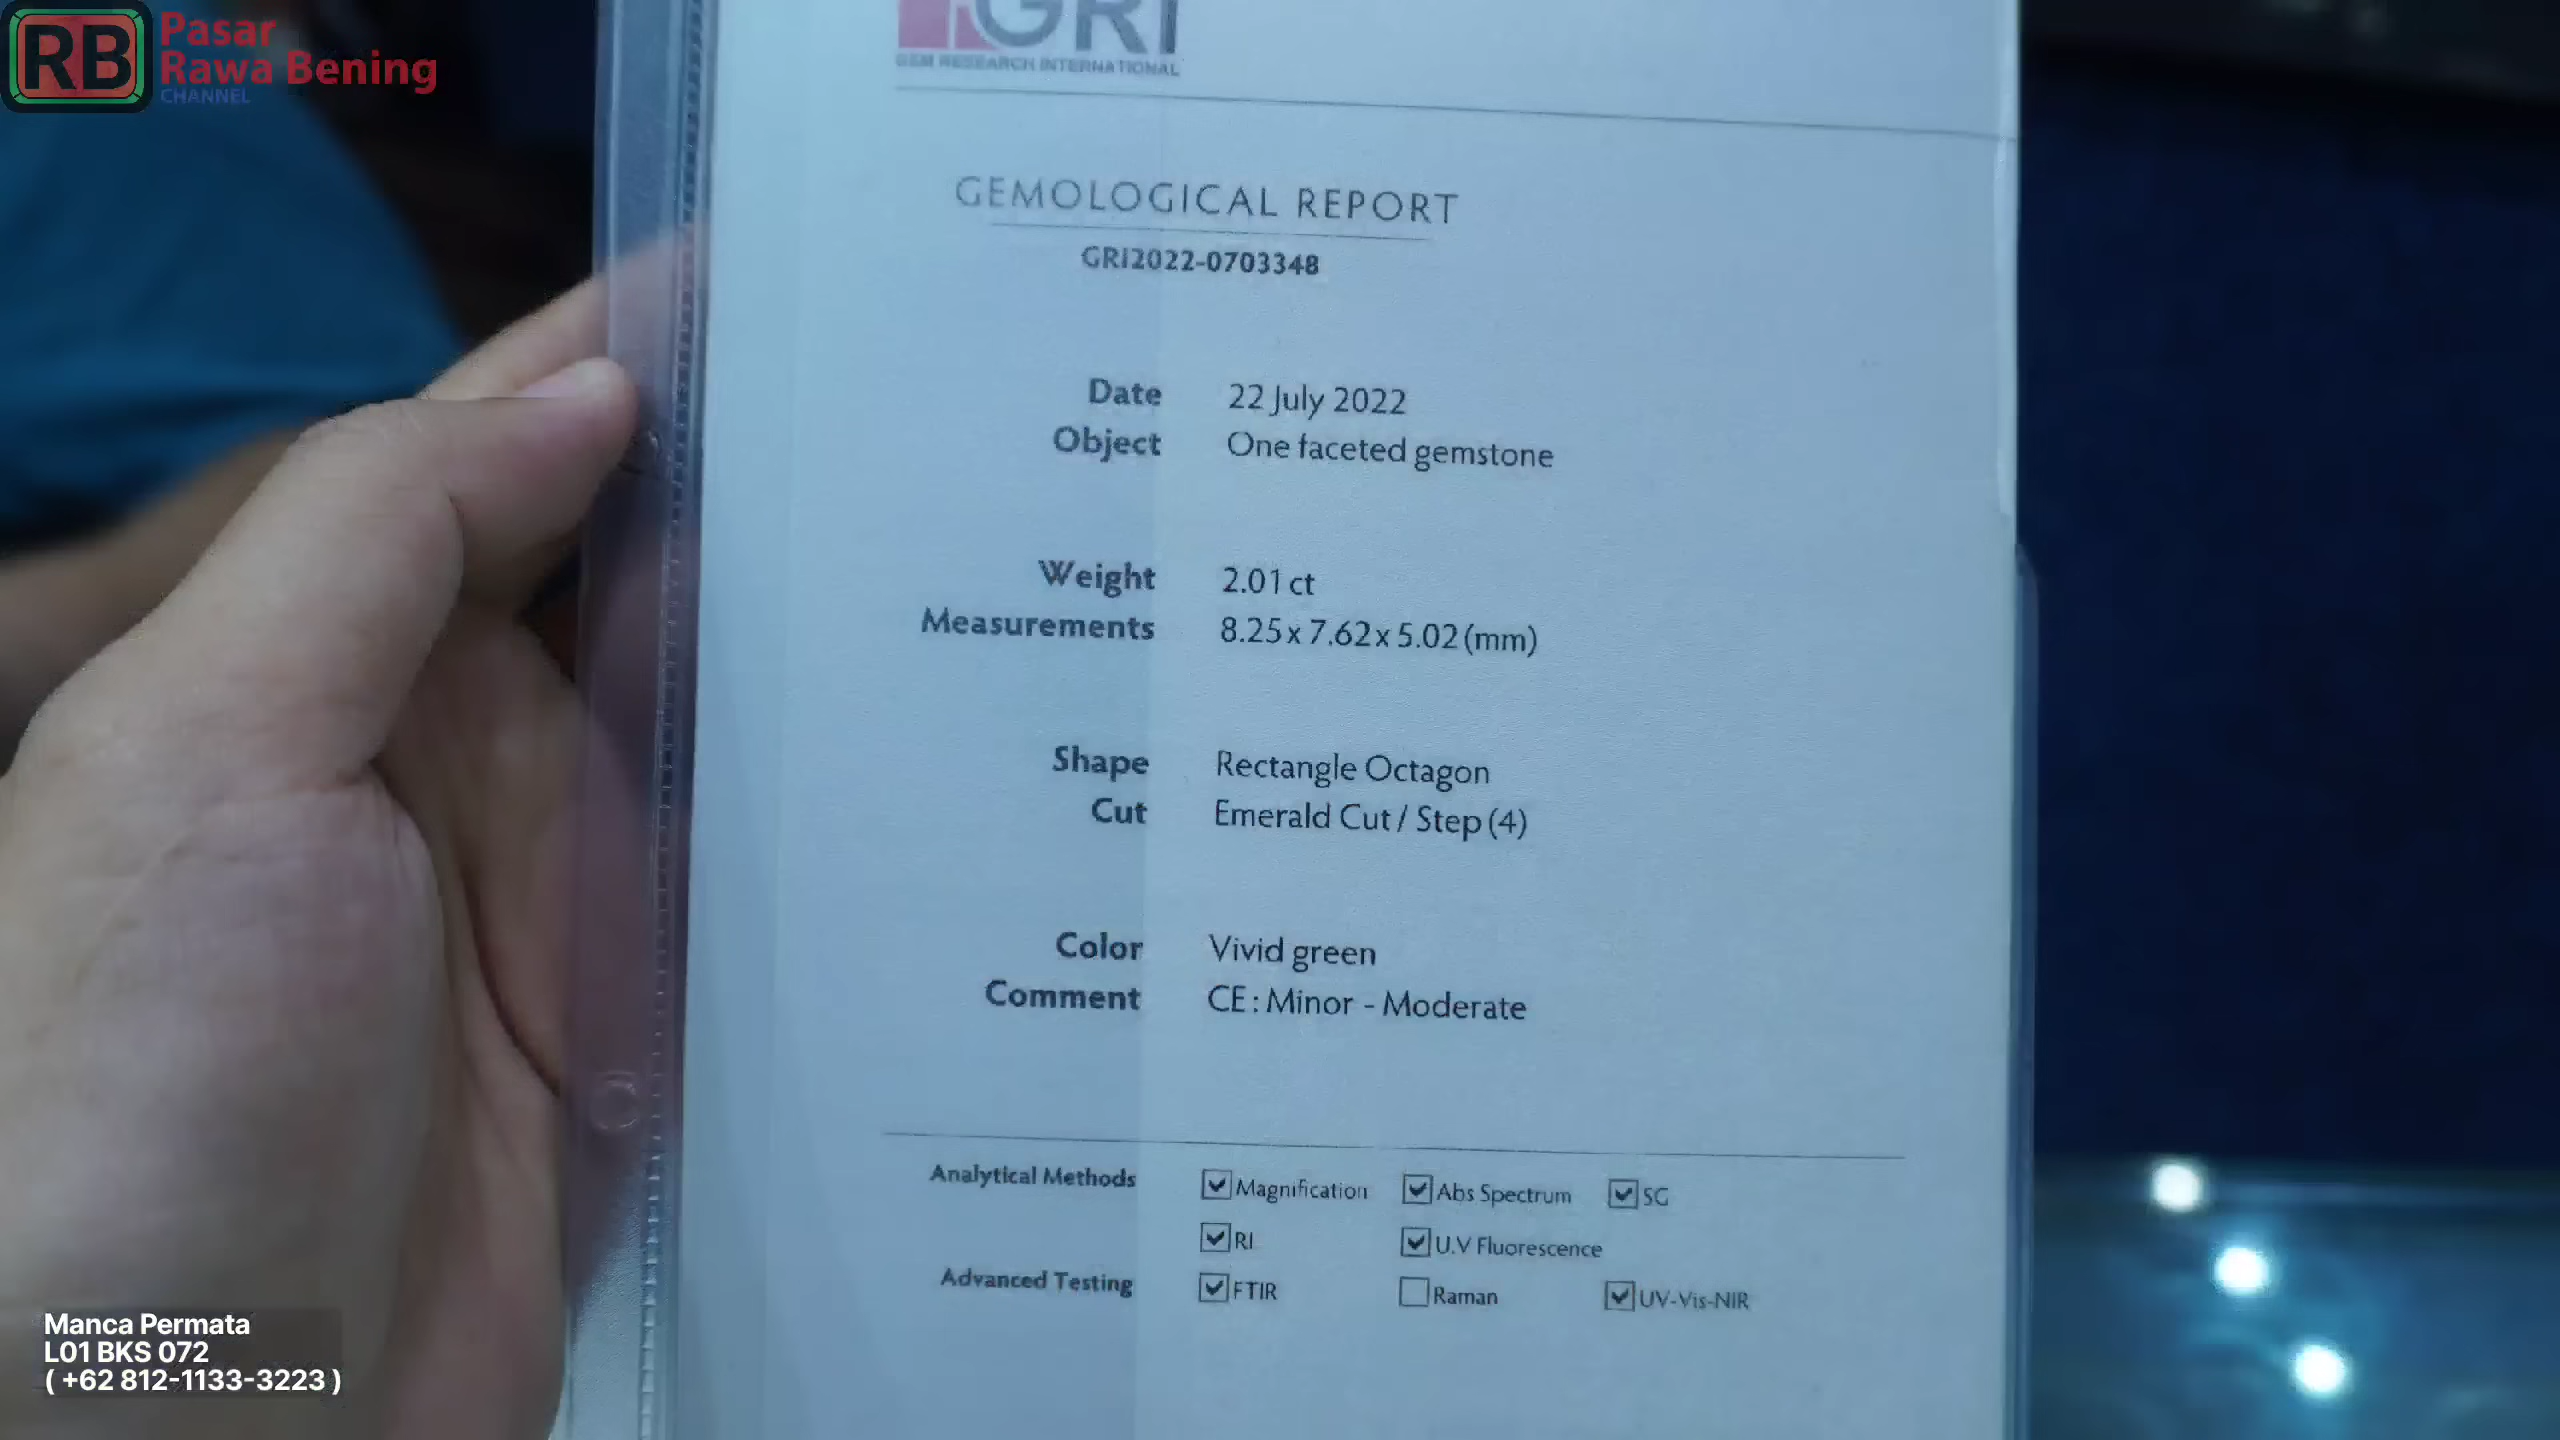 RB Pasar
Rawa Bening
CHANNEL
GRI
GEM RESEARCH INTERNATIONAL
GEMOLOGICAL REPORT
GRI2022-0703348
Date 22 July 2022
Object One faceted gemstone
Weight 2.01 ct
Measurements 8.25 x 7.62 x 5.02 (mm)
Shape Rectangle Octagon
Cut Emerald Cut / Step (4)
Color Vivid green
Comment CE : Minor - Moderate
Analytical Methods Magnification Abs Spectrum SG
RI U.V Fluorescence
Advanced Testing FTIR Raman UV-Vis-NIR
Manca Permata
L01 BKS 072
( +62 812-1133-3223 )